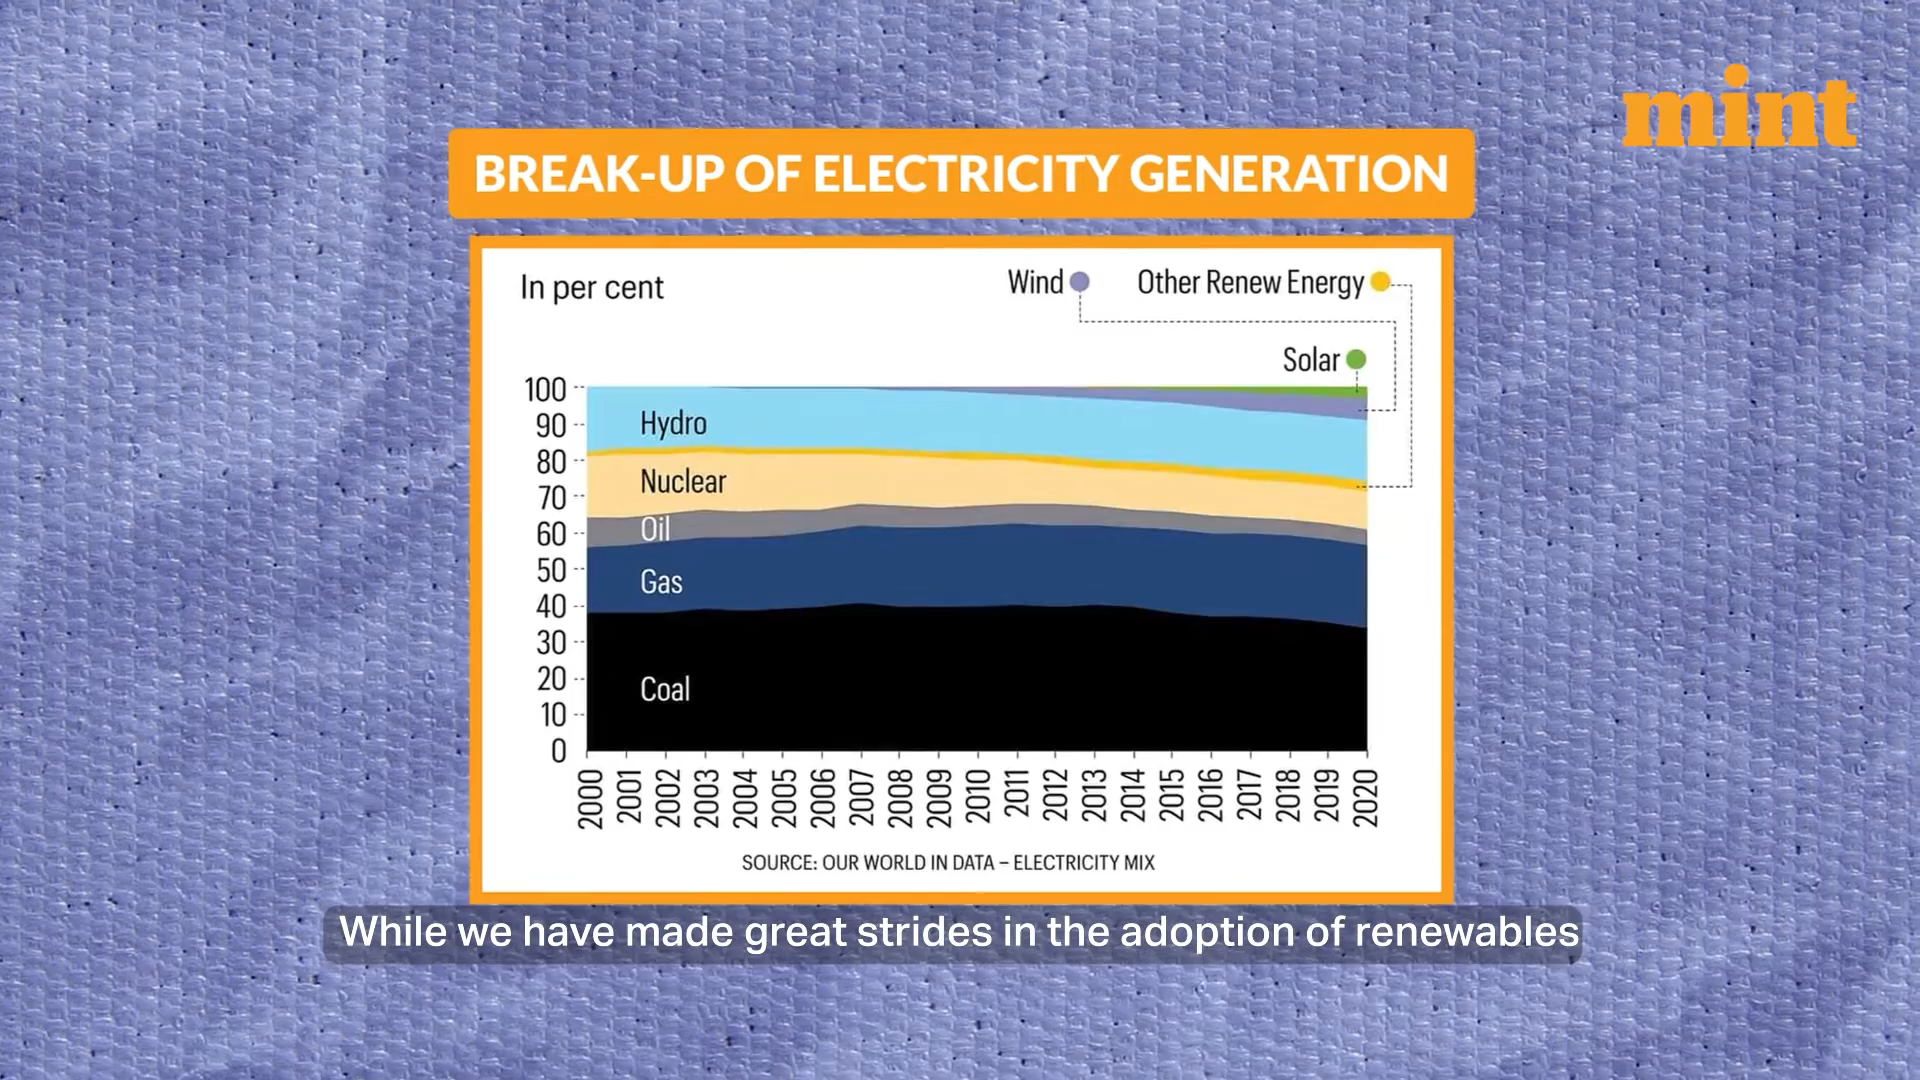 mint
BREAK-UP OF ELECTRICITY GENERATION
In per cent
Wind
Other Renew Energy
Solar
100
90
80
70
60
50
40
30
20
10
0
Hydro
Nuclear
Oil
Gas
Coal
2000 2001 2002 2003 2004 2005 2006 2007 2008 2009 2010 2011 2012 2013 2014 2015 2016 2017 2018 2019 2020
SOURCE: OUR WORLD IN DATA – ELECTRICITY MIX
While we have made great strides in the adoption of renewables